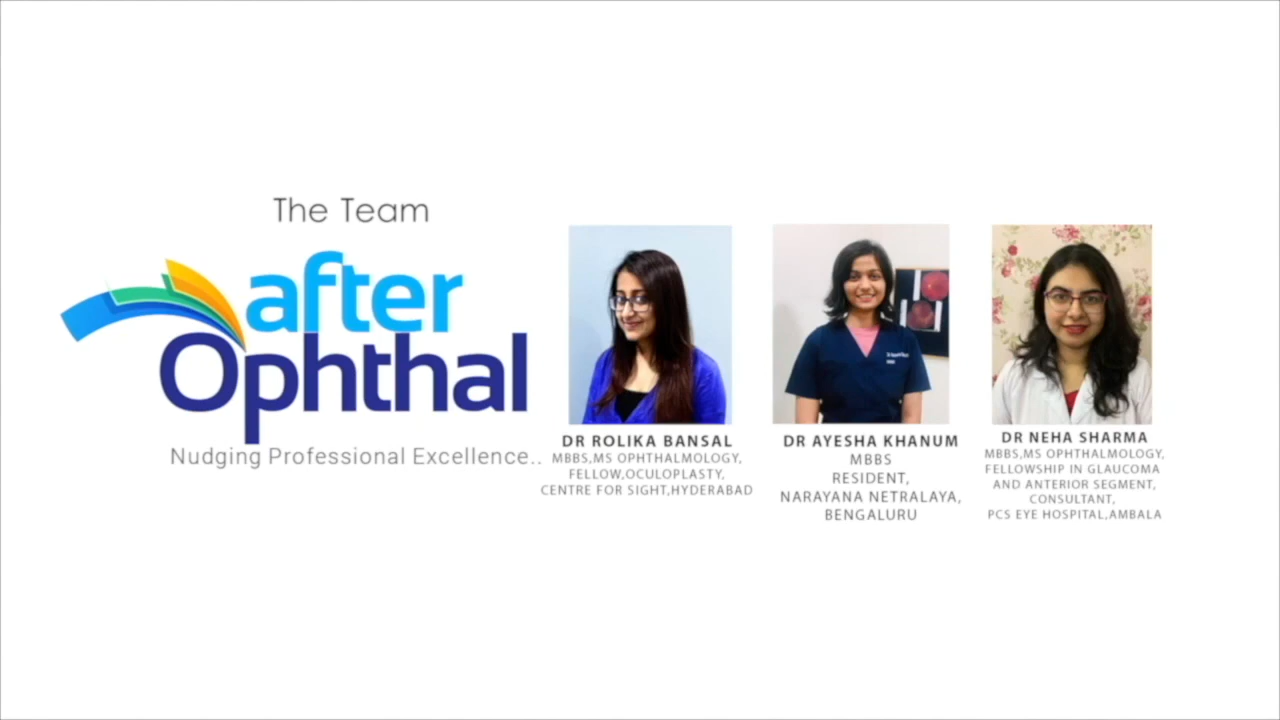 The Team
after
Ophthal
Nudging Professional Excellence..
DR ROLIKA BANSAL
MBBS,MS OPHTHALMOLOGY,
FELLOW,OCULOPLASTY,
CENTRE FOR SIGHT,HYDERABAD
DR AYESHA KHANUM
MBBS
RESIDENT,
NARAYANA NETRALAYA,
BENGALURU
DR NEHA SHARMA
MBBS,MS OPHTHALMOLOGY,
FELLOWSHIP IN GLAUCOMA
AND ANTERIOR SEGMENT,
CONSULTANT,
PCS EYE HOSPITAL,AMBALA